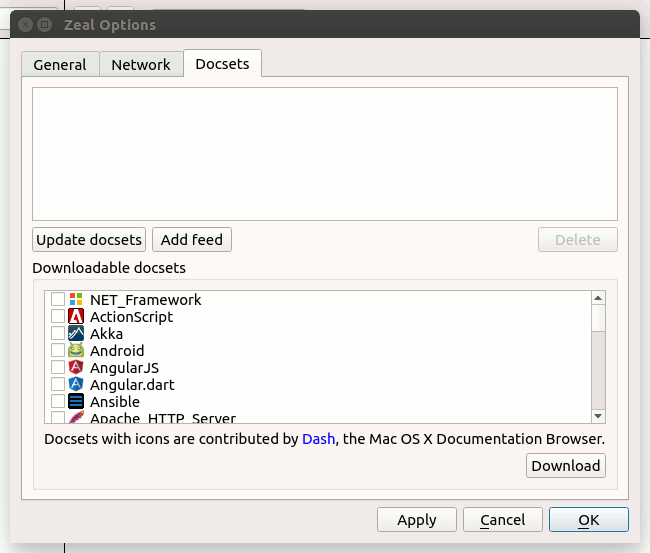 Zeal Options
General Network Docsets
Update docsets Add feed Delete
Downloadable docsets
NET_Framework
ActionScript
Akka
Android
AngularJS
Angular.dart
Ansible
Apache_HTTP_Server
Docsets with icons are contributed by Dash, the Mac OS X Documentation Browser.
Download
Apply Cancel OK